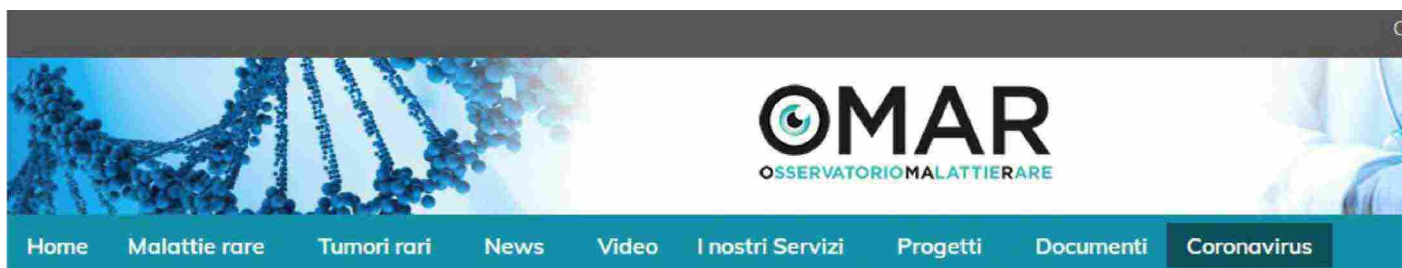 OMAR
OSSERVATORIOMALATTIERARE
Home Malattie rare Tumori rari News Video I nostri Servizi Progetti Documenti Coronavirus